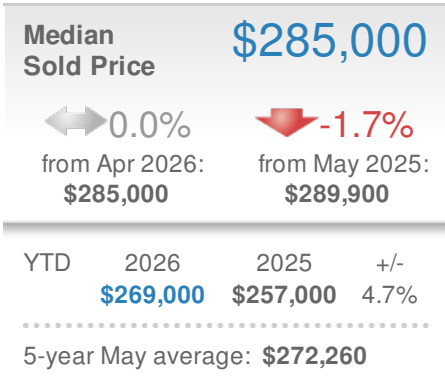 Median
Sold Price
$285,000
0.0%
-1.7%
from Apr 2026:
$285,000
from May 2025:
$289,900
YTD 2026 2025 +/-
$269,000 $257,000 4.7%
5-year May average: $272,260